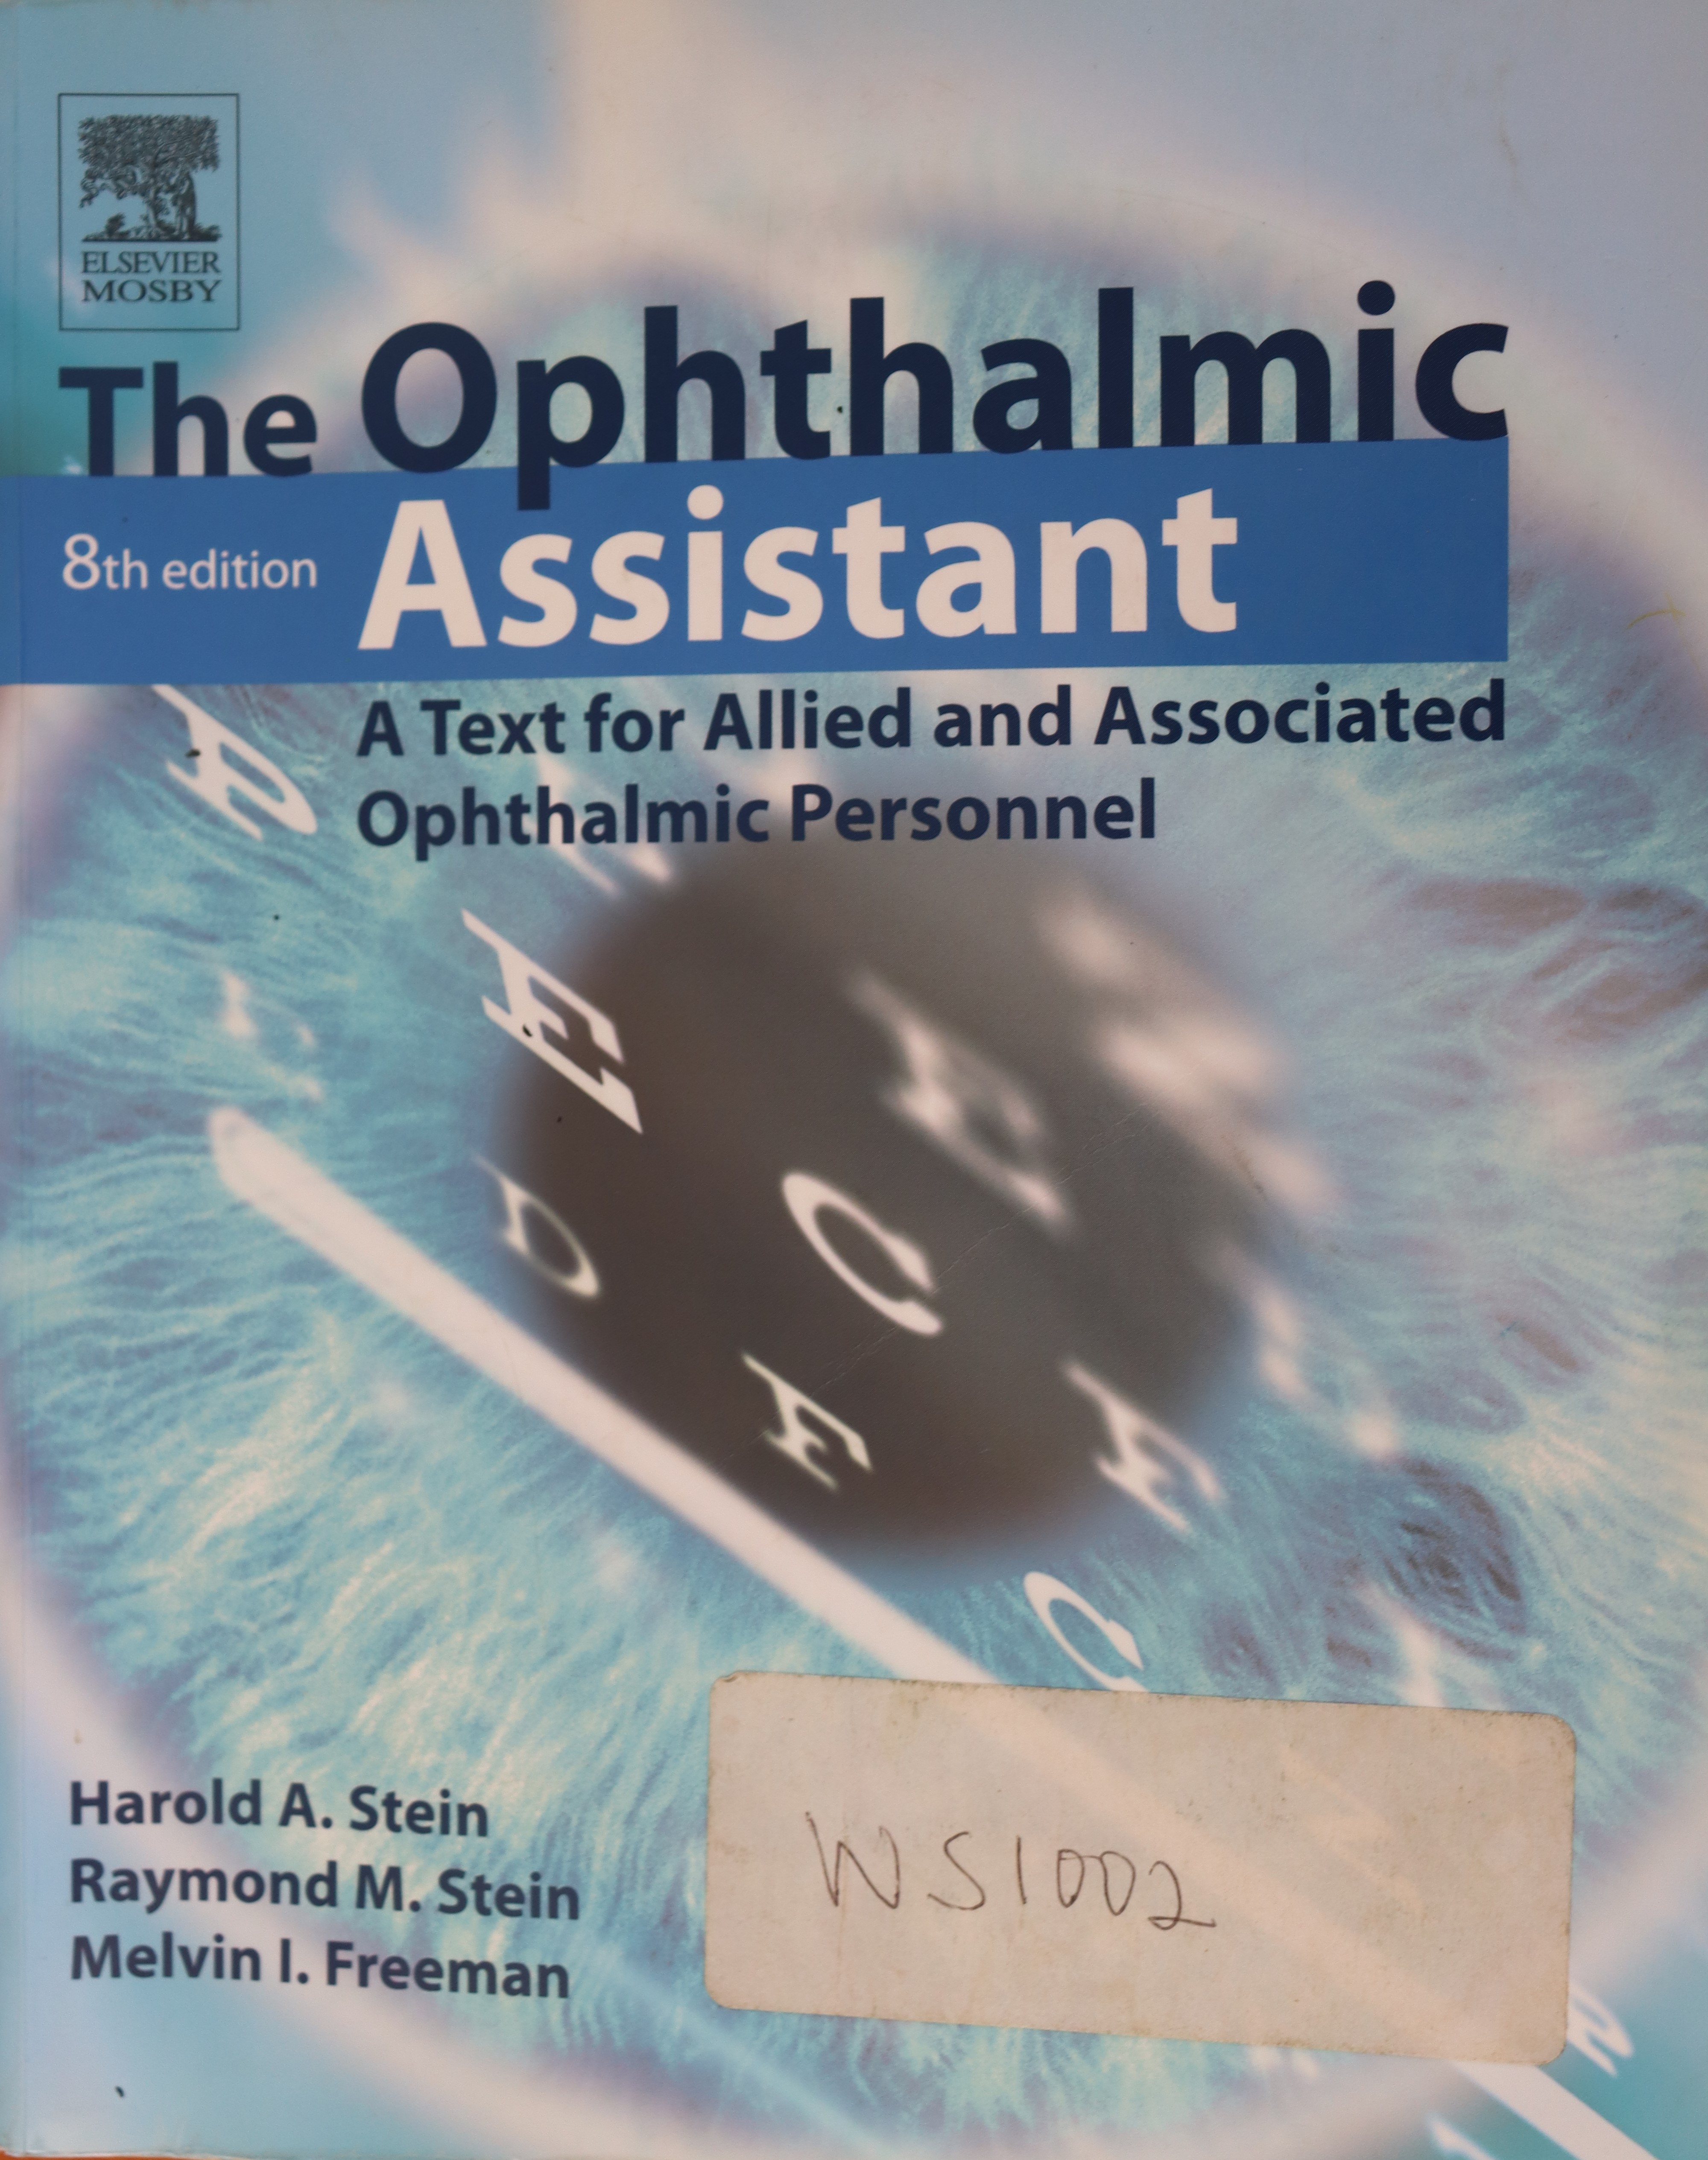 ELSEVIER
MOSBY
The Ophthalmic
8th edition Assistant
A Text for Allied and Associated
Ophthalmic Personnel
E
C
E
E
C
Harold A. Stein
Raymond M. Stein
Melvin I. Freeman
WS1002